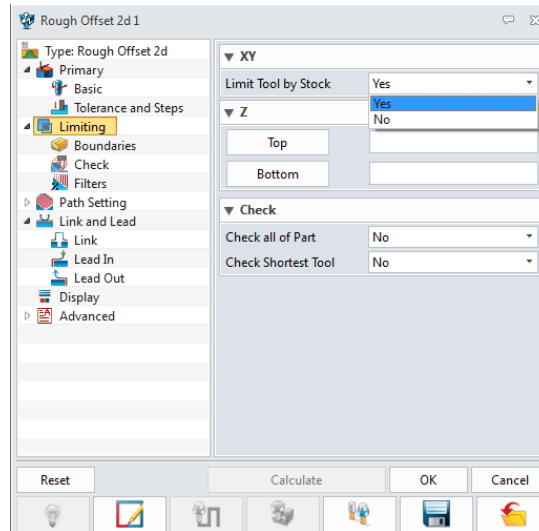 Rough Offset 2d 1
Type: Rough Offset 2d
Primary
Basic
Tolerance and Steps
Limiting
Boundaries
Check
Filters
Path Setting
Link and Lead
Link
Lead In
Lead Out
Display
Advanced
XY
Limit Tool by Stock Yes
Yes
No
Z
Top
Bottom
Check
Check all of Part No
Check Shortest Tool No
Reset Calculate OK Cancel